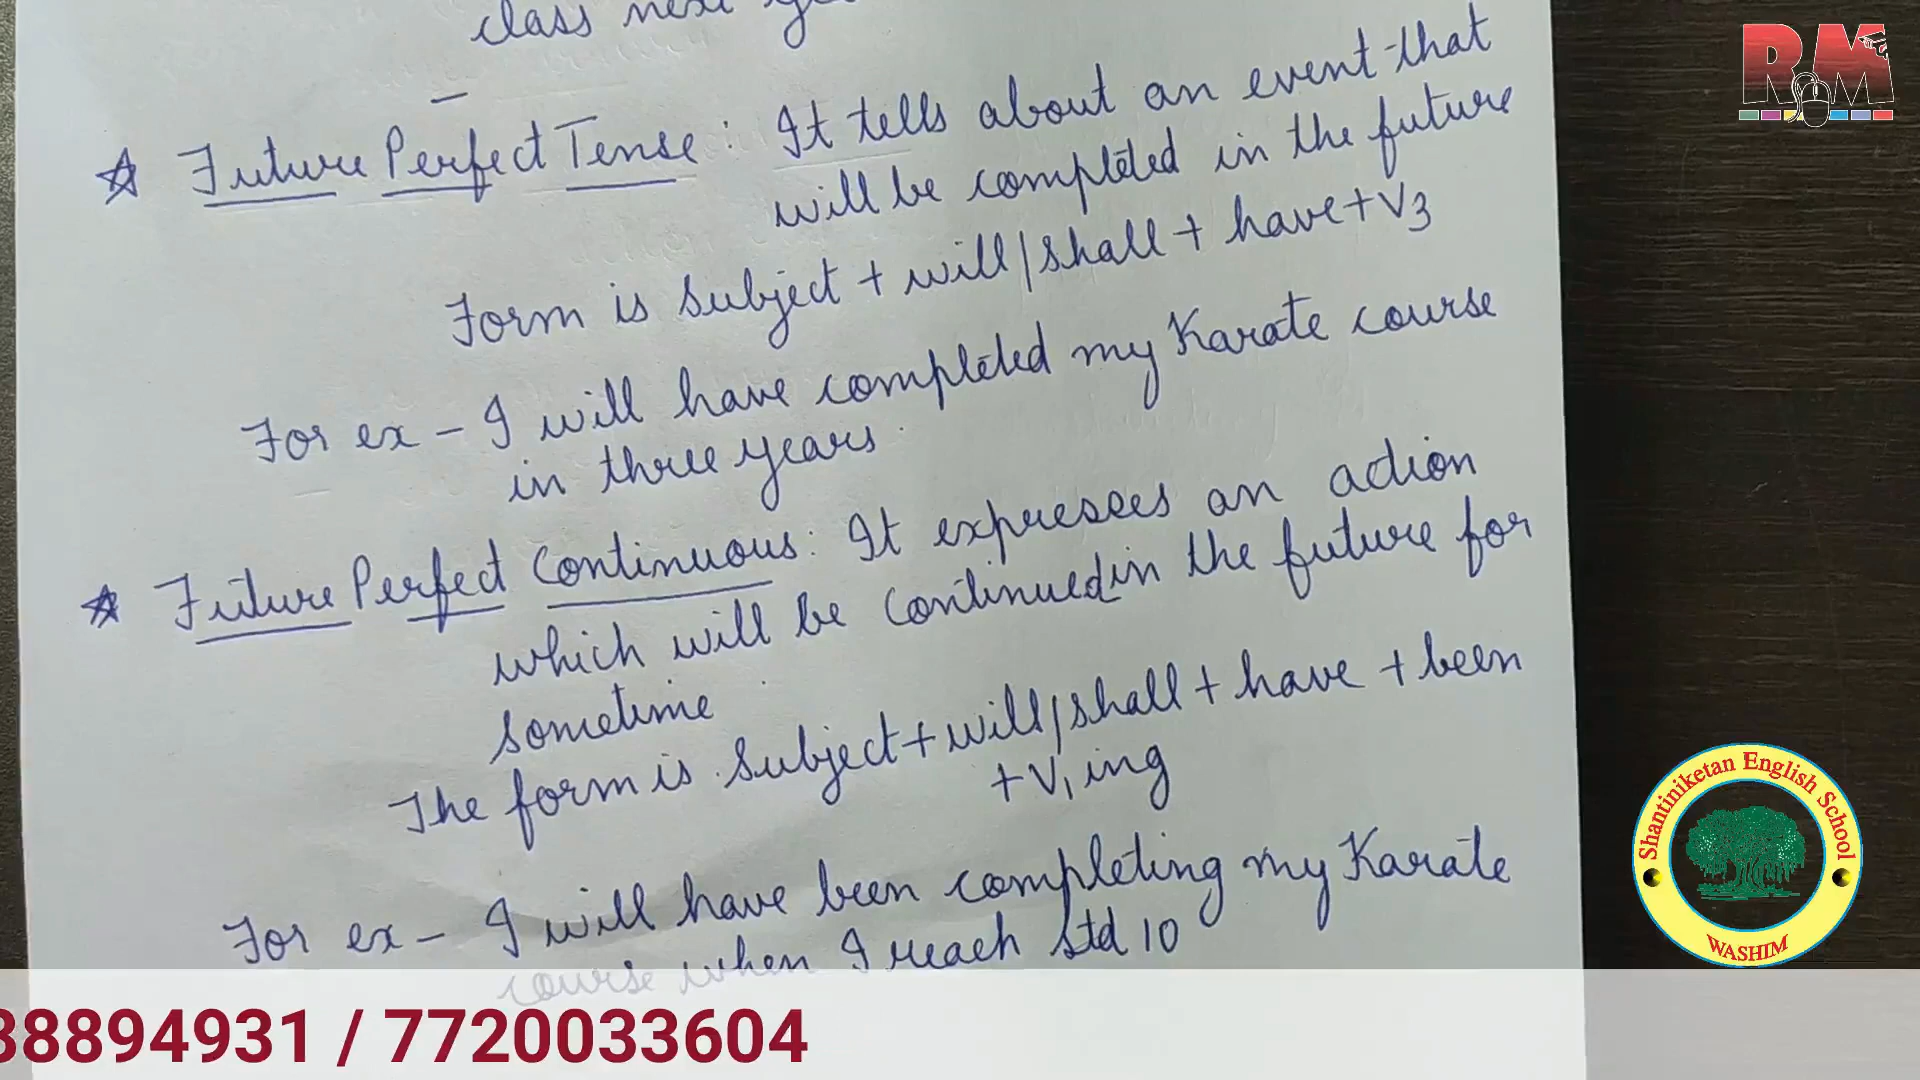 class next
☆ Future Perfect Tense : It tells about an event that
will be completed in the future
Form is subject + will/shall + have + V3
For ex - I will have completed my Karate course
in three years.
☆ Future Perfect Continuous : It expresses an action
which will be continued in the future for
sometime
The form is subject + will/shall + have + been
+ V1 ing
For ex - I will have been completing my Karate
course when I reach std 10
38894931 / 7720033604
RM
Shantiniketan English School
WASHIM